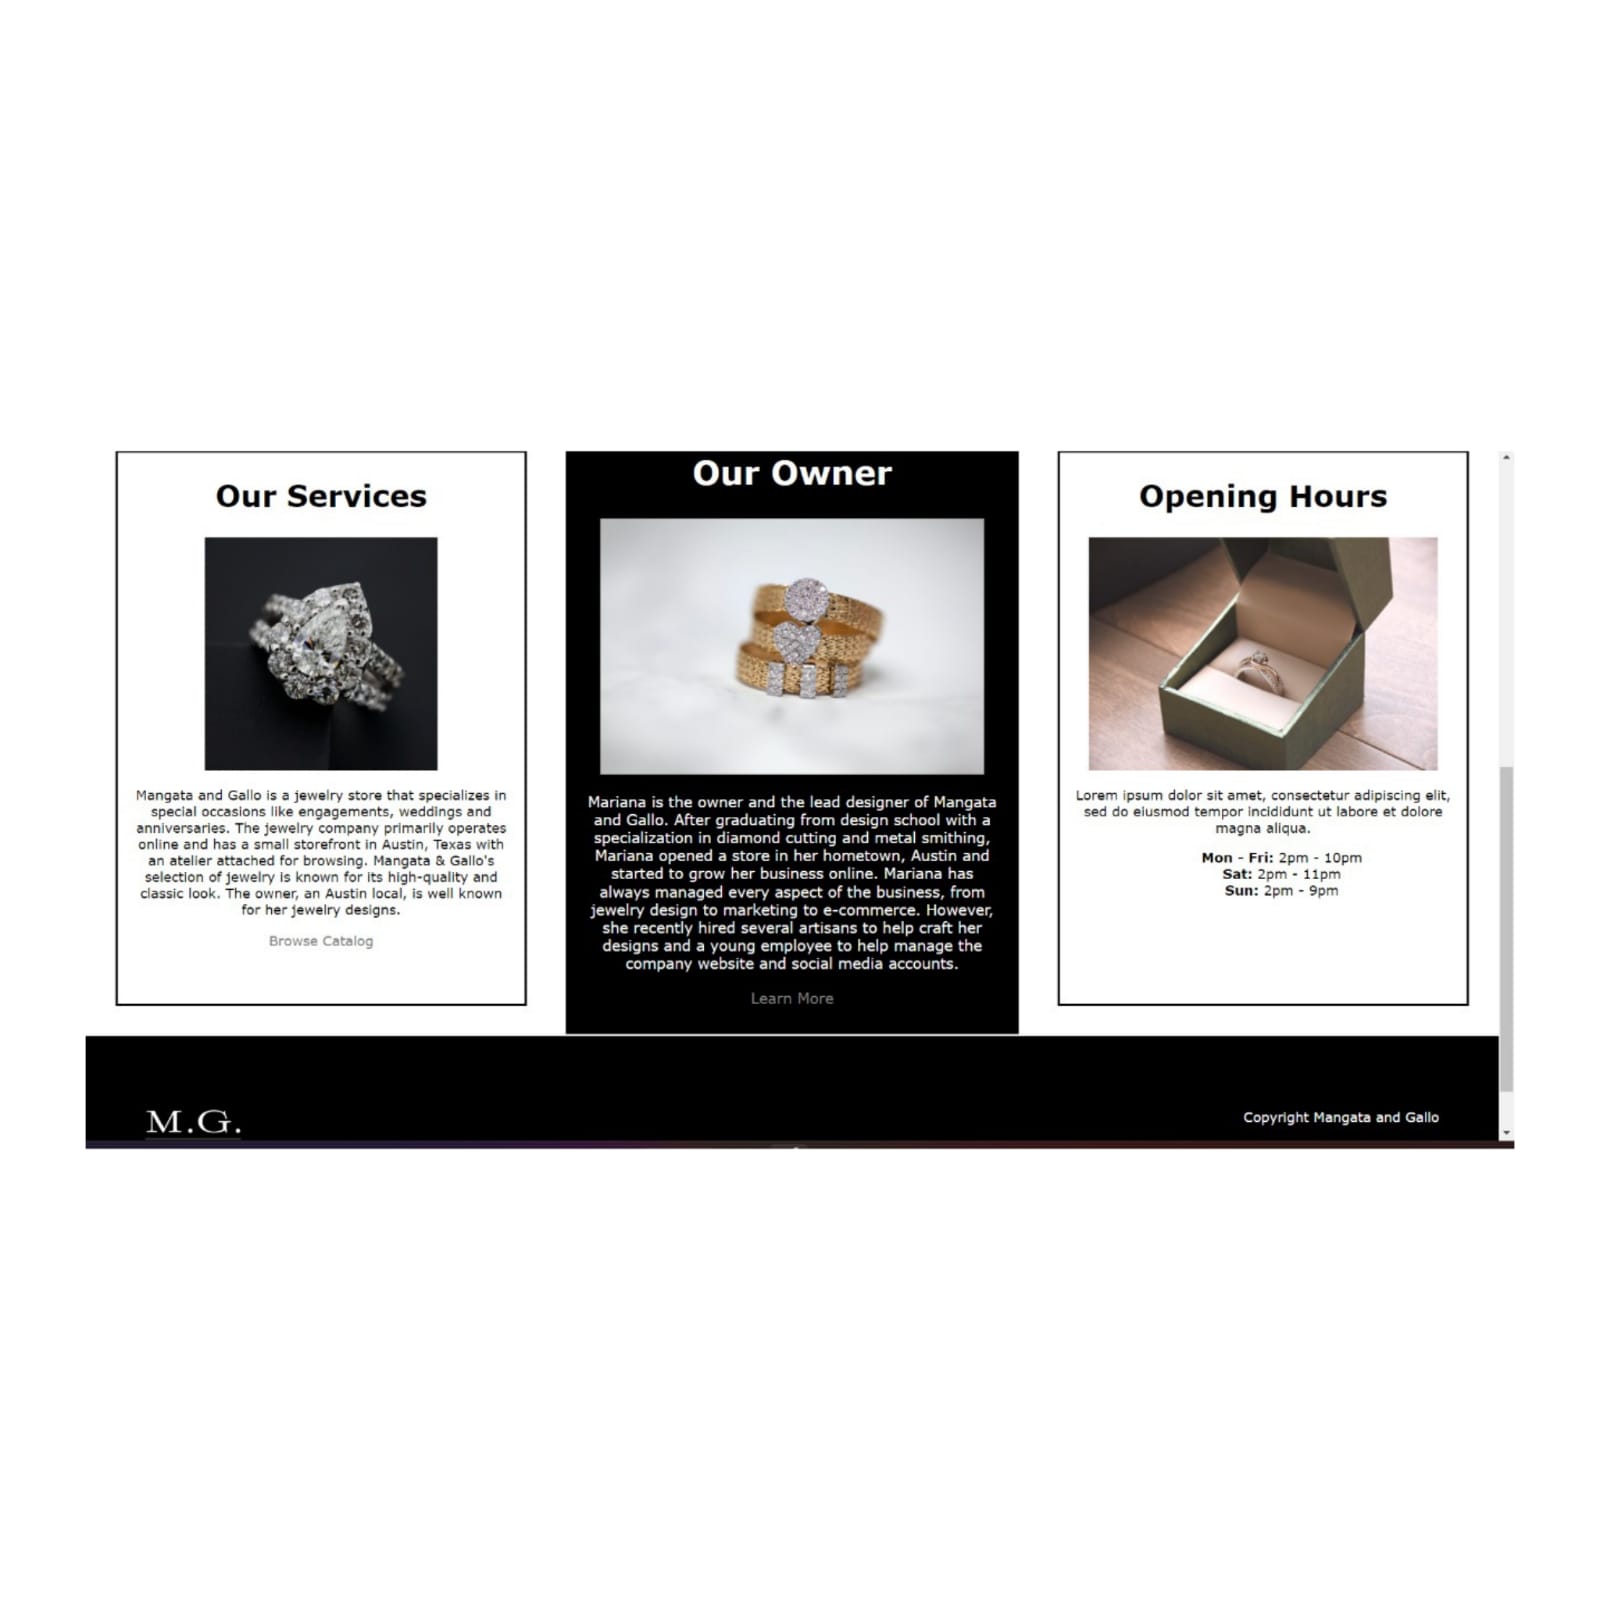 Our Services
Mangata and Gallo is a jewelry store that specializes in
special occasions like engagements, weddings and
anniversaries. The jewelry company primarily operates
online and has a small storefront in Austin, Texas with
an atelier attached for browsing. Mangata & Gallo's
selection of jewelry is known for its high-quality and
classic look. The owner, an Austin local, is well known
for her jewelry designs.
Browse Catalog
Our Owner
Mariana is the owner and the lead designer of Mangata
and Gallo. After graduating from design school with a
specialization in diamond cutting and metal smithing,
Mariana opened a store in her hometown, Austin and
started to grow her business online. Mariana has
always managed every aspect of the business, from
jewelry design to marketing to e-commerce. However,
she recently hired several artisans to help craft her
designs and a young employee to help manage the
company website and social media accounts.
Learn More
Opening Hours
Lorem ipsum dolor sit amet, consectetur adipiscing elit,
sed do eiusmod tempor incididunt ut labore et dolore
magna aliqua.
Mon - Fri: 2pm - 10pm
Sat: 2pm - 11pm
Sun: 2pm - 9pm
M.G.
Copyright Mangata and Gallo